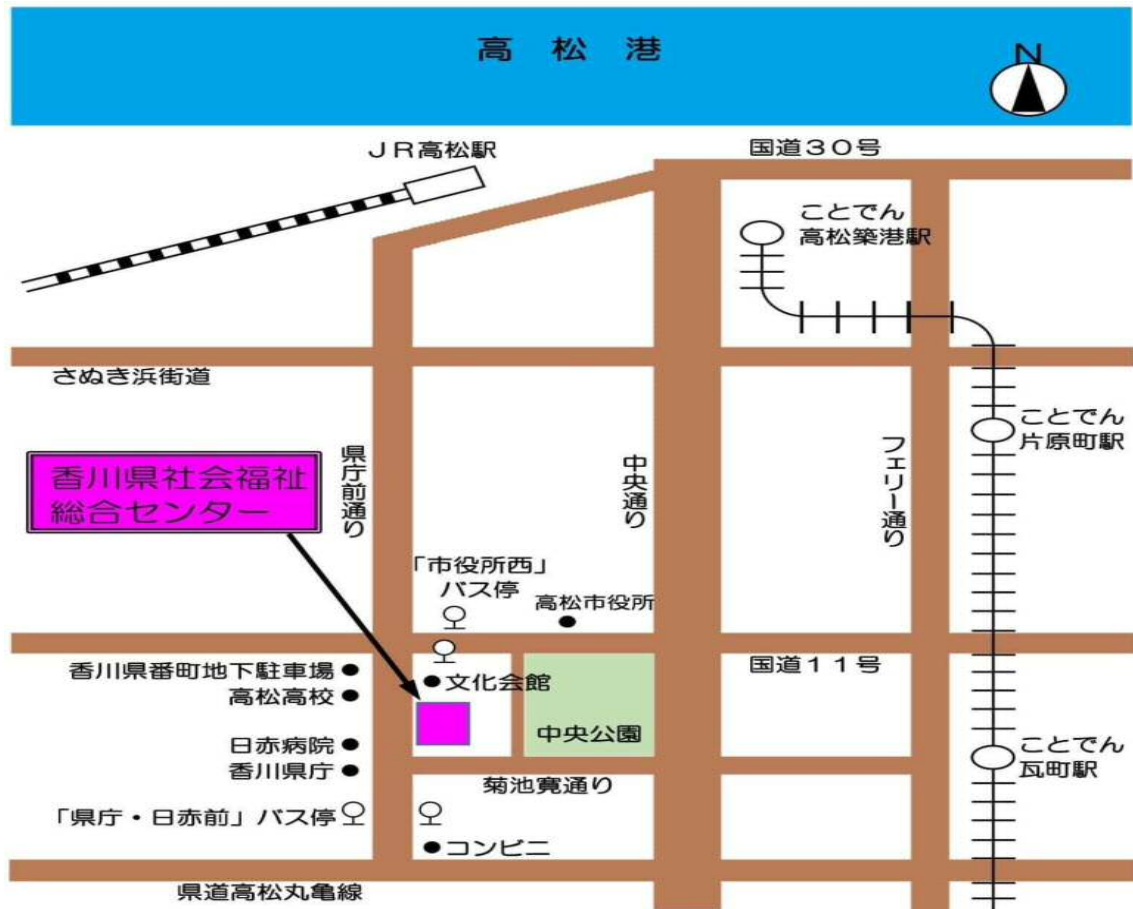 高松港
N
JR高松駅
国道30号
ことでん
高松築港駅
さぬき浜街道
ことでん
片原町駅
香川県社会福祉
総合センター
県庁前通り
中央通り
フェリー通り
「市役所西」
バス停
高松市役所
香川県番町地下駐車場
文化会館
国道11号
高松高校
中央公園
日赤病院
香川県庁
ことでん
瓦町駅
菊池寛通り
「県庁・日赤前」バス停
コンビニ
県道高松丸亀線